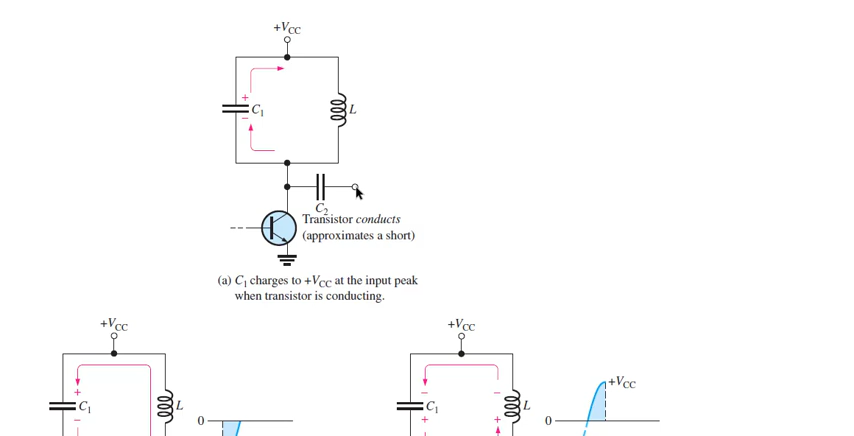 +VCC
+
C1
−
L
C2
Transistor conducts
(approximates a short)
(a) C1 charges to +VCC at the input peak
when transistor is conducting.
+VCC
+
C1
−
L
0
+VCC
−
−
C1
L
+
+
0
+VCC